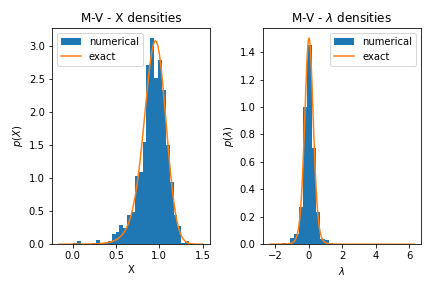 M-V - X densities
numerical
exact
p(X)
3.0
2.5
2.0
1.5
1.0
0.5
0.0
0.0 0.5 1.0 1.5
X
M-V - λ densities
numerical
exact
p(λ)
1.4
1.2
1.0
0.8
0.6
0.4
0.2
0.0
−2 0 2 4 6
λ